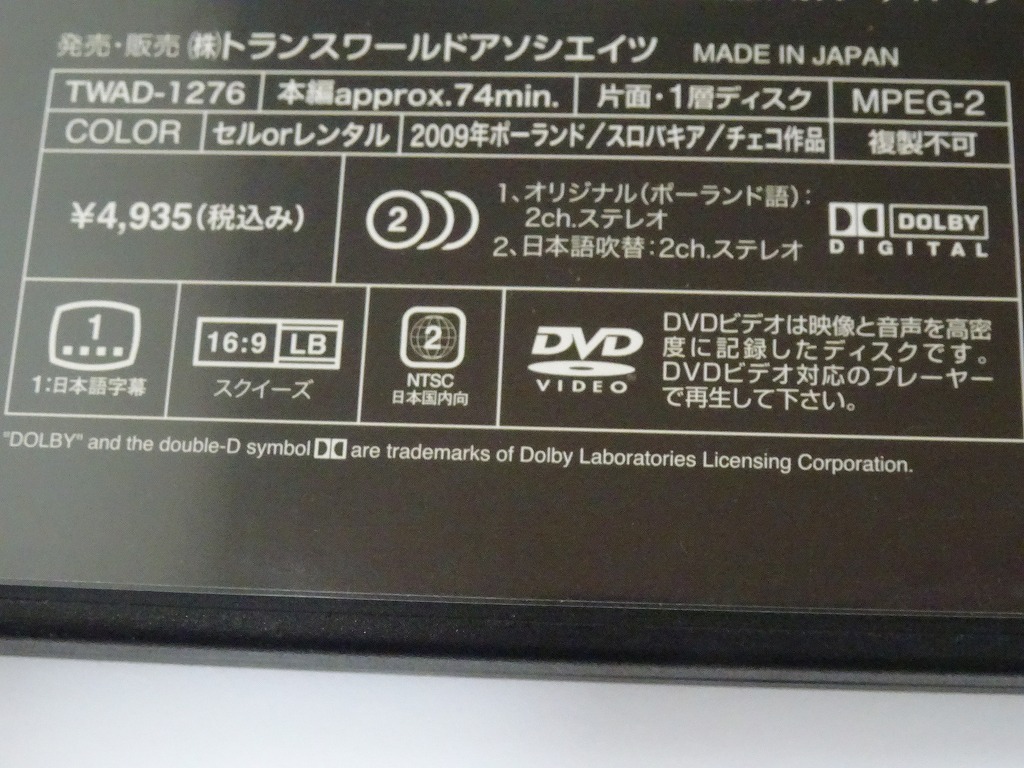 発売・販売 ㈱トランスワールドアソシエイツ MADE IN JAPAN
TWAD-1276 本編approx.74min. 片面・1層ディスク MPEG-2
COLOR セルorレンタル 2009年ポーランド/スロバキア/チェコ作品 複製不可
¥4,935(税込み)
2
1、オリジナル(ポーランド語):
2ch.ステレオ
2、日本語吹替:2ch.ステレオ
DOLBY
DIGITAL
1
1:日本語字幕
16:9 LB
スクイーズ
2
NTSC
日本国内向
DVD
VIDEO
DVDビデオは映像と音声を高密
度に記録したディスクです。
DVDビデオ対応のプレーヤー
で再生して下さい。
"DOLBY" and the double-D symbol are trademarks of Dolby Laboratories Licensing Corporation.